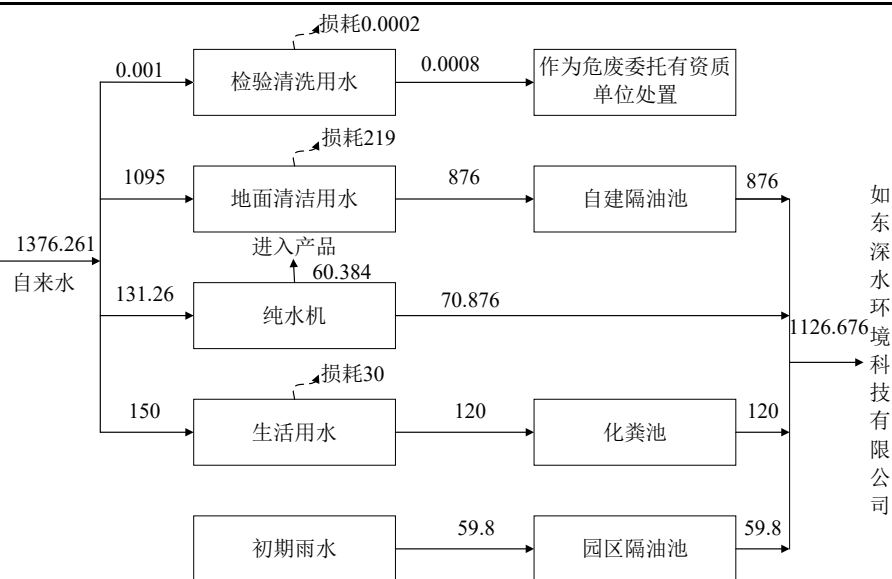 损耗0.0002
0.001
检验清洗用水
0.0008
作为危废委托有资质
单位处置
损耗219
1095
地面清洁用水
876
自建隔油池
876
1376.261
自来水
进入产品
60.384
131.26
纯水机
70.876
1126.676
如东深水环境科技有限公司
损耗30
150
生活用水
120
化粪池
120
初期雨水
59.8
园区隔油池
59.8